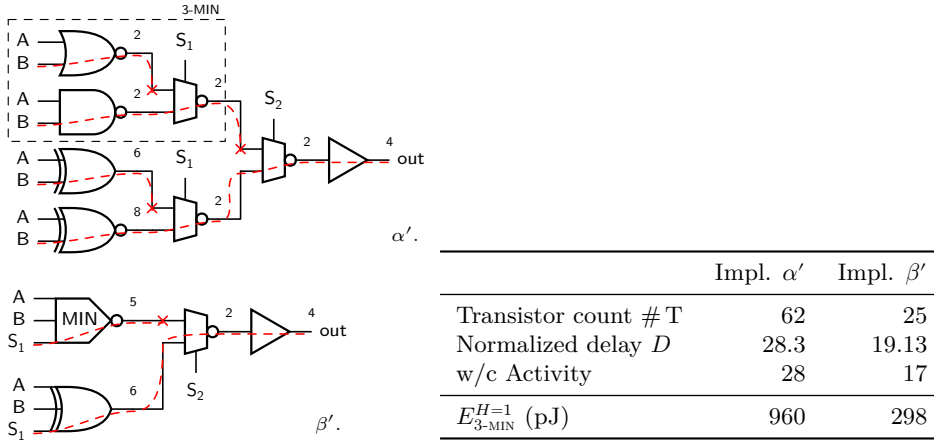 3-MIN
A
B
2
S1
A
B
2
2
S2
A
B
6
S1
2
4
out
A
B
8
2
α′.
A
B
S1
MIN
5
2
4
out
A
B
S1
6
S2
β′.
Impl. α′ Impl. β′
Transistor count # T 62 25
Normalized delay D 28.3 19.13
w/c Activity 28 17
E^{H=1}_{3-MIN} (pJ) 960 298